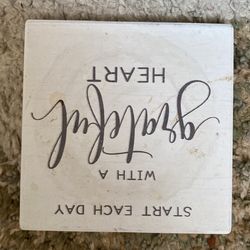 START EACH DAY
WITH A
grateful
HEART